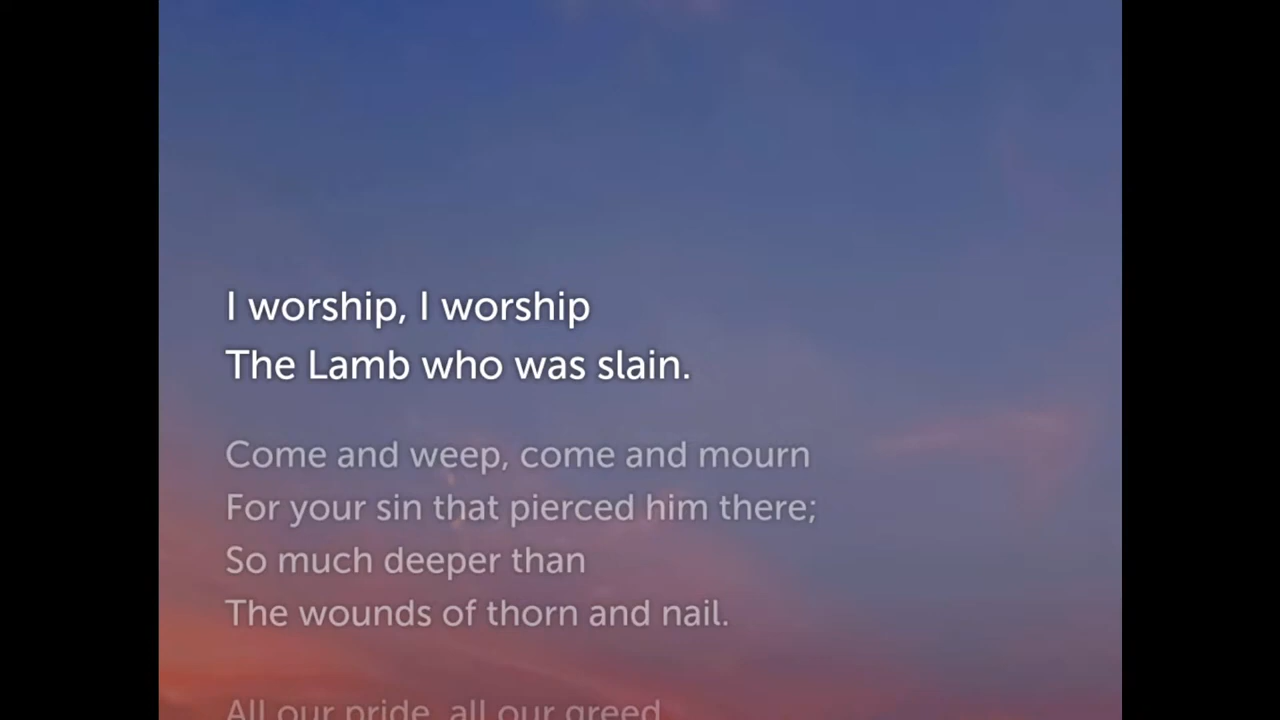 I worship, I worship
The Lamb who was slain.
Come and weep, come and mourn
For your sin that pierced him there;
So much deeper than
The wounds of thorn and nail.
All our pride, all our greed